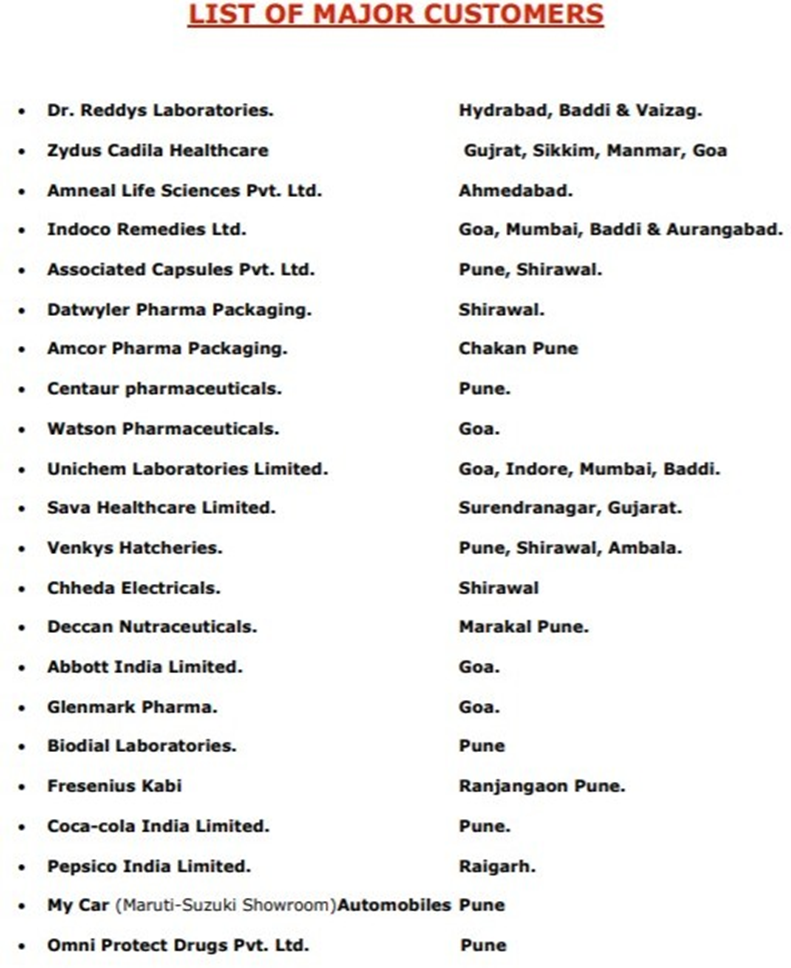 LIST OF MAJOR CUSTOMERS
• Dr. Reddys Laboratories. Hydrabad, Baddi & Vaizag.
• Zydus Cadila Healthcare Gujrat, Sikkim, Manmar, Goa
• Amneal Life Sciences Pvt. Ltd. Ahmedabad.
• Indoco Remedies Ltd. Goa, Mumbai, Baddi & Aurangabad.
• Associated Capsules Pvt. Ltd. Pune, Shirawal.
• Datwyler Pharma Packaging. Shirawal.
• Amcor Pharma Packaging. Chakan Pune
• Centaur pharmaceuticals. Pune.
• Watson Pharmaceuticals. Goa.
• Unichem Laboratories Limited. Goa, Indore, Mumbai, Baddi.
• Sava Healthcare Limited. Surendranagar, Gujarat.
• Venkys Hatcheries. Pune, Shirawal, Ambala.
• Chheda Electricals. Shirawal
• Deccan Nutraceuticals. Marakal Pune.
• Abbott India Limited. Goa.
• Glenmark Pharma. Goa.
• Biodial Laboratories. Pune
• Fresenius Kabi Ranjangaon Pune.
• Coca-cola India Limited. Pune.
• Pepsico India Limited. Raigarh.
• My Car (Maruti-Suzuki Showroom)Automobiles Pune
• Omni Protect Drugs Pvt. Ltd. Pune